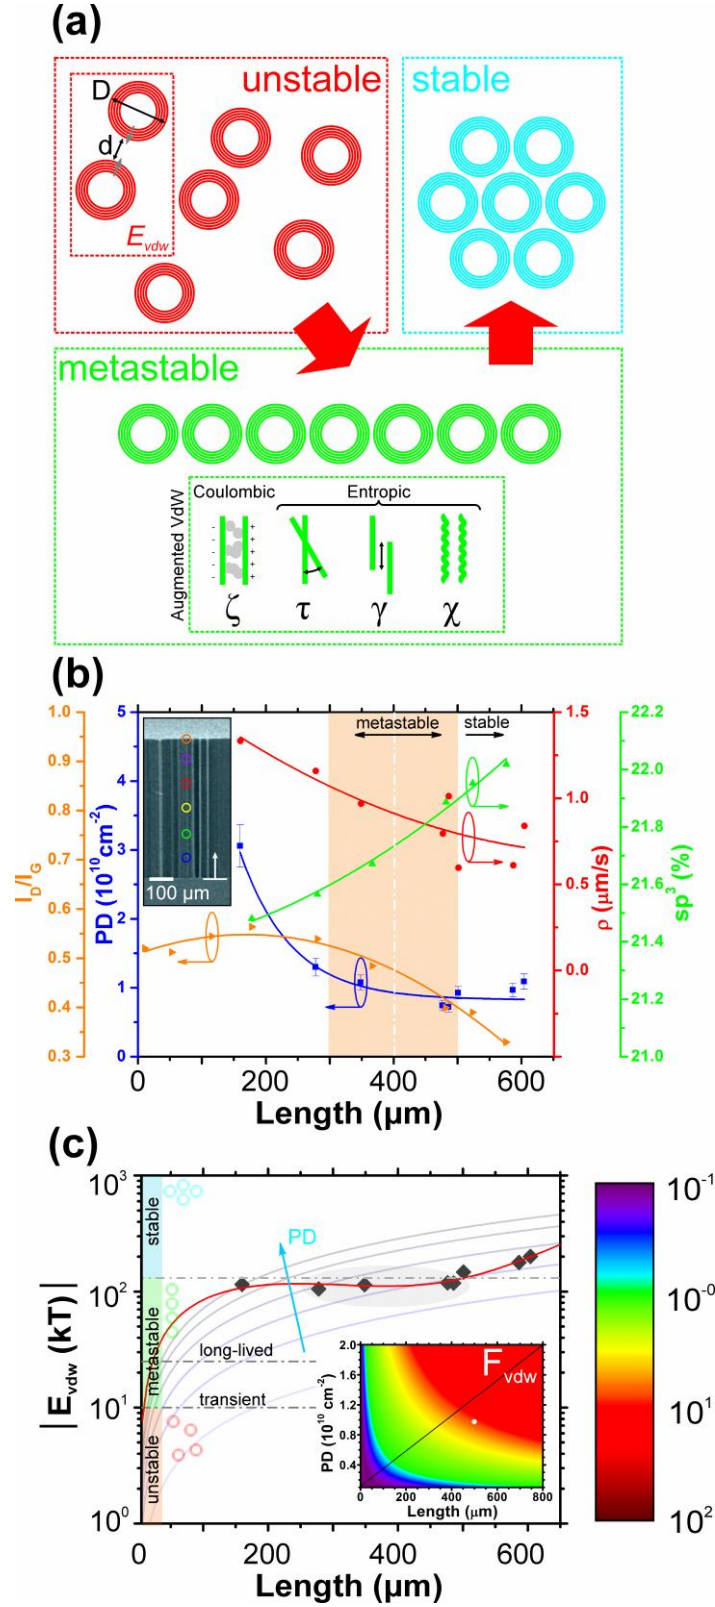 (a)
unstable
stable
D
d
E_vdw
metastable
Augmented VdW
Coulombic
Entropic
- - - - -
+ + + + +
ζ τ γ χ
(b)
1.0 5 1.5 22.2
metastable
stable
0.9 4 22.0
1.0
0.8 21.8
3
0.7 21.6
0.5
2
0.6 21.4
0.5 0.0
1
0.4 21.2
0.3 0 21.0
I_D/I_G
PD (10^10 cm^-2)
100 µm
ρ (µm/s)
sp^3 (%)
0 200 400 600
Length (µm)
(c)
10^3
10^2
10^1
10^0
| E_vdw (kT) |
stable
metastable
unstable
PD
long-lived
transient
F_vdw
2.0
1.6
1.2
0.8
0.4
PD (10^10 cm^-2)
0 200 400 600 800
Length (µm)
0 200 400 600
Length (µm)
10^-1
10^-0
10^1
10^2